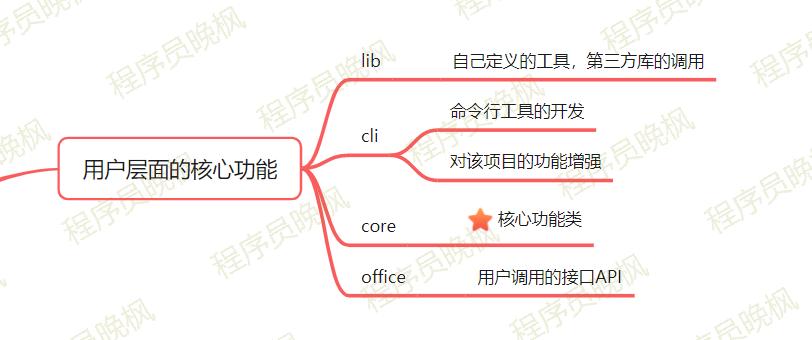 用户层面的核心功能
lib
自己定义的工具，第三方库的调用
cli
命令行工具的开发
对该项目的功能增强
core
核心功能类
office
用户调用的接口API
程序员晚枫
程序员晚枫
程序员晚枫
程序员晚枫
程序员晚枫
程序员晚枫
程序员晚枫
程序员晚枫
程序员晚枫